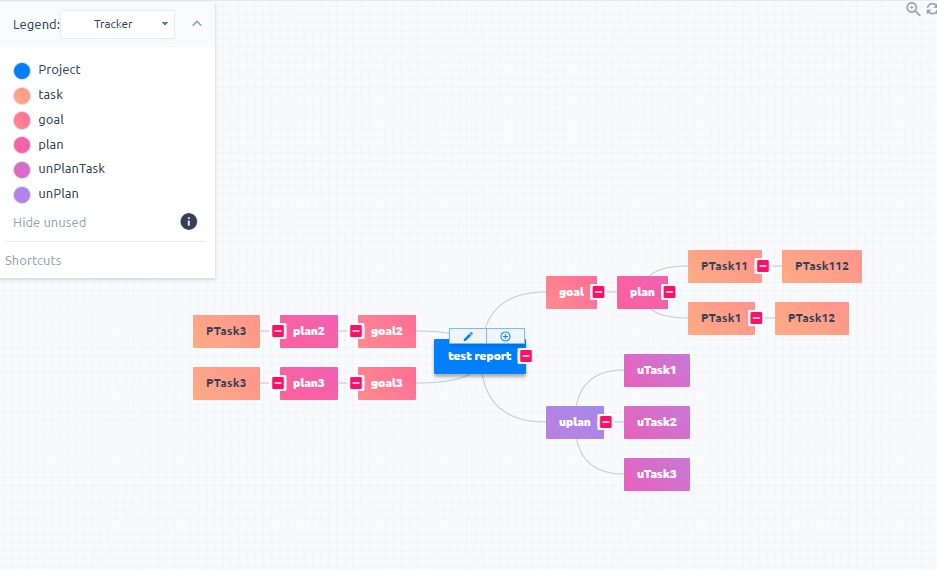 Legend: Tracker
Project
task
goal
plan
unPlanTask
unPlan
Hide unused
Shortcuts
PTask11 PTask112
goal plan
PTask1 PTask12
PTask3 plan2 goal2
test report
uTask1
PTask3 plan3 goal3
uplan uTask2
uTask3